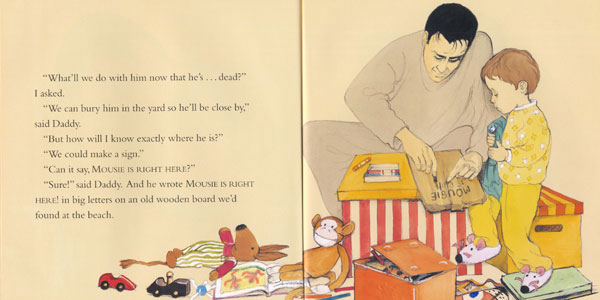 “What’ll we do with him now that he’s . . . dead?”
I asked.
“We can bury him in the yard so he’ll be close by,”
said Daddy.
“But how will I know exactly where he is?”
“We could make a sign.”
“Can it say, MOUSIE IS RIGHT HERE?”
“Sure!” said Daddy. And he wrote MOUSIE IS RIGHT
HERE! in big letters on an old wooden board we’d
found at the beach.
MOUSIE